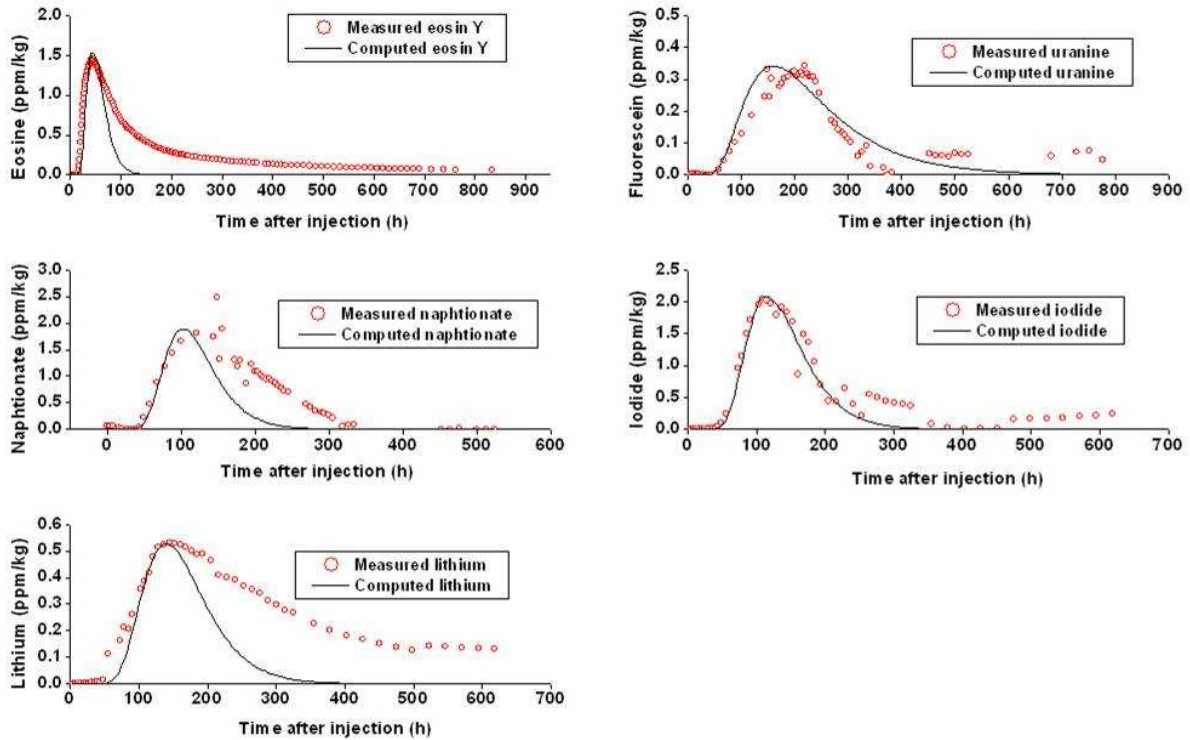 Eosine (ppm/kg)
2.0
1.5
1.0
0.5
0.0
Measured eosin Y
Computed eosin Y
0 100 200 300 400 500 600 700 800 900
Time after injection (h)
Fluorescein (ppm/kg)
0.5
0.4
0.3
0.2
0.1
0.0
Measured uranine
Computed uranine
0 100 200 300 400 500 600 700 800 900
Time after injection (h)
Naphtionate (ppm/kg)
3.0
2.5
2.0
1.5
1.0
0.5
0.0
Measured naphtionate
Computed naphtionate
0 100 200 300 400 500 600
Time after injection (h)
Iodide (ppm/kg)
2.5
2.0
1.5
1.0
0.5
0.0
Measured iodide
Computed iodide
0 100 200 300 400 500 600 700
Time after injection (h)
Lithium (ppm/kg)
0.6
0.5
0.4
0.3
0.2
0.1
0.0
Measured lithium
Computed lithium
0 100 200 300 400 500 600 700
Time after injection (h)